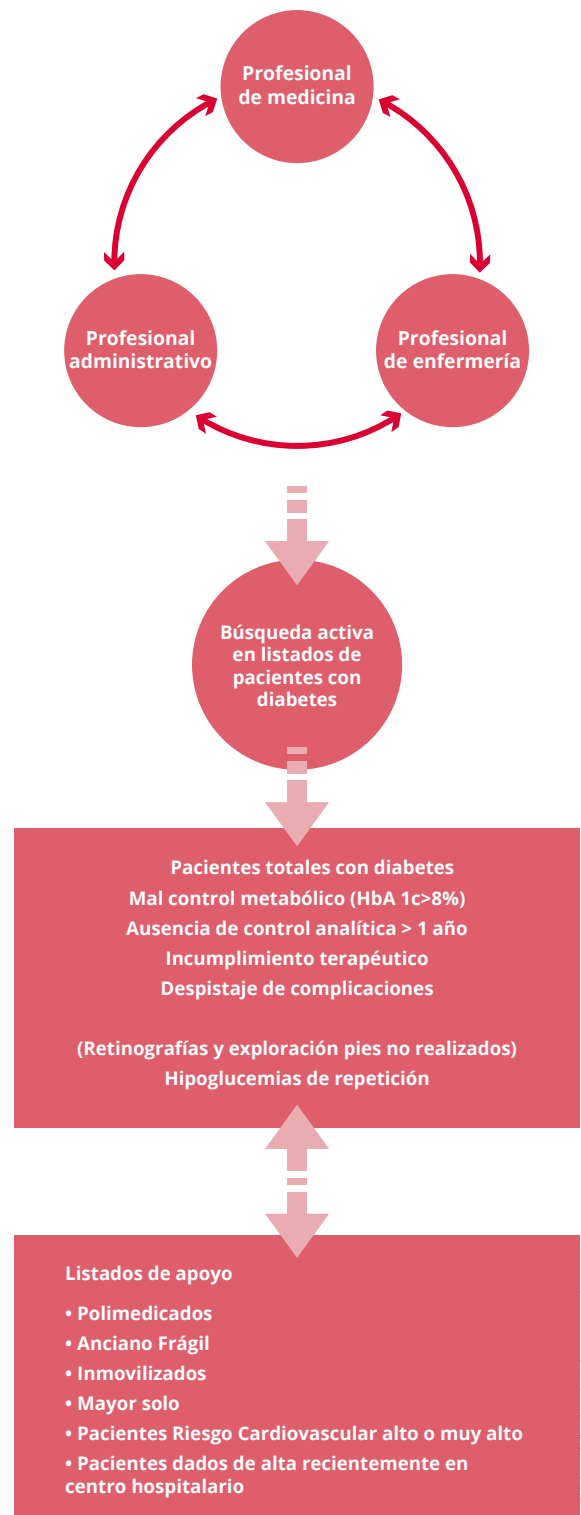 Profesional
de medicina
Profesional
administrativo
Profesional
de enfermería
Búsqueda activa
en listados de
pacientes con
diabetes
Pacientes totales con diabetes
Mal control metabólico (HbA 1c>8%)
Ausencia de control analítica > 1 año
Incumplimiento terapéutico
Despistaje de complicaciones
(Retinografías y exploración pies no realizados)
Hipoglucemias de repetición
Listados de apoyo
• Polimedicados
• Anciano Frágil
• Inmovilizados
• Mayor solo
• Pacientes Riesgo Cardiovascular alto o muy alto
• Pacientes dados de alta recientemente en
centro hospitalario